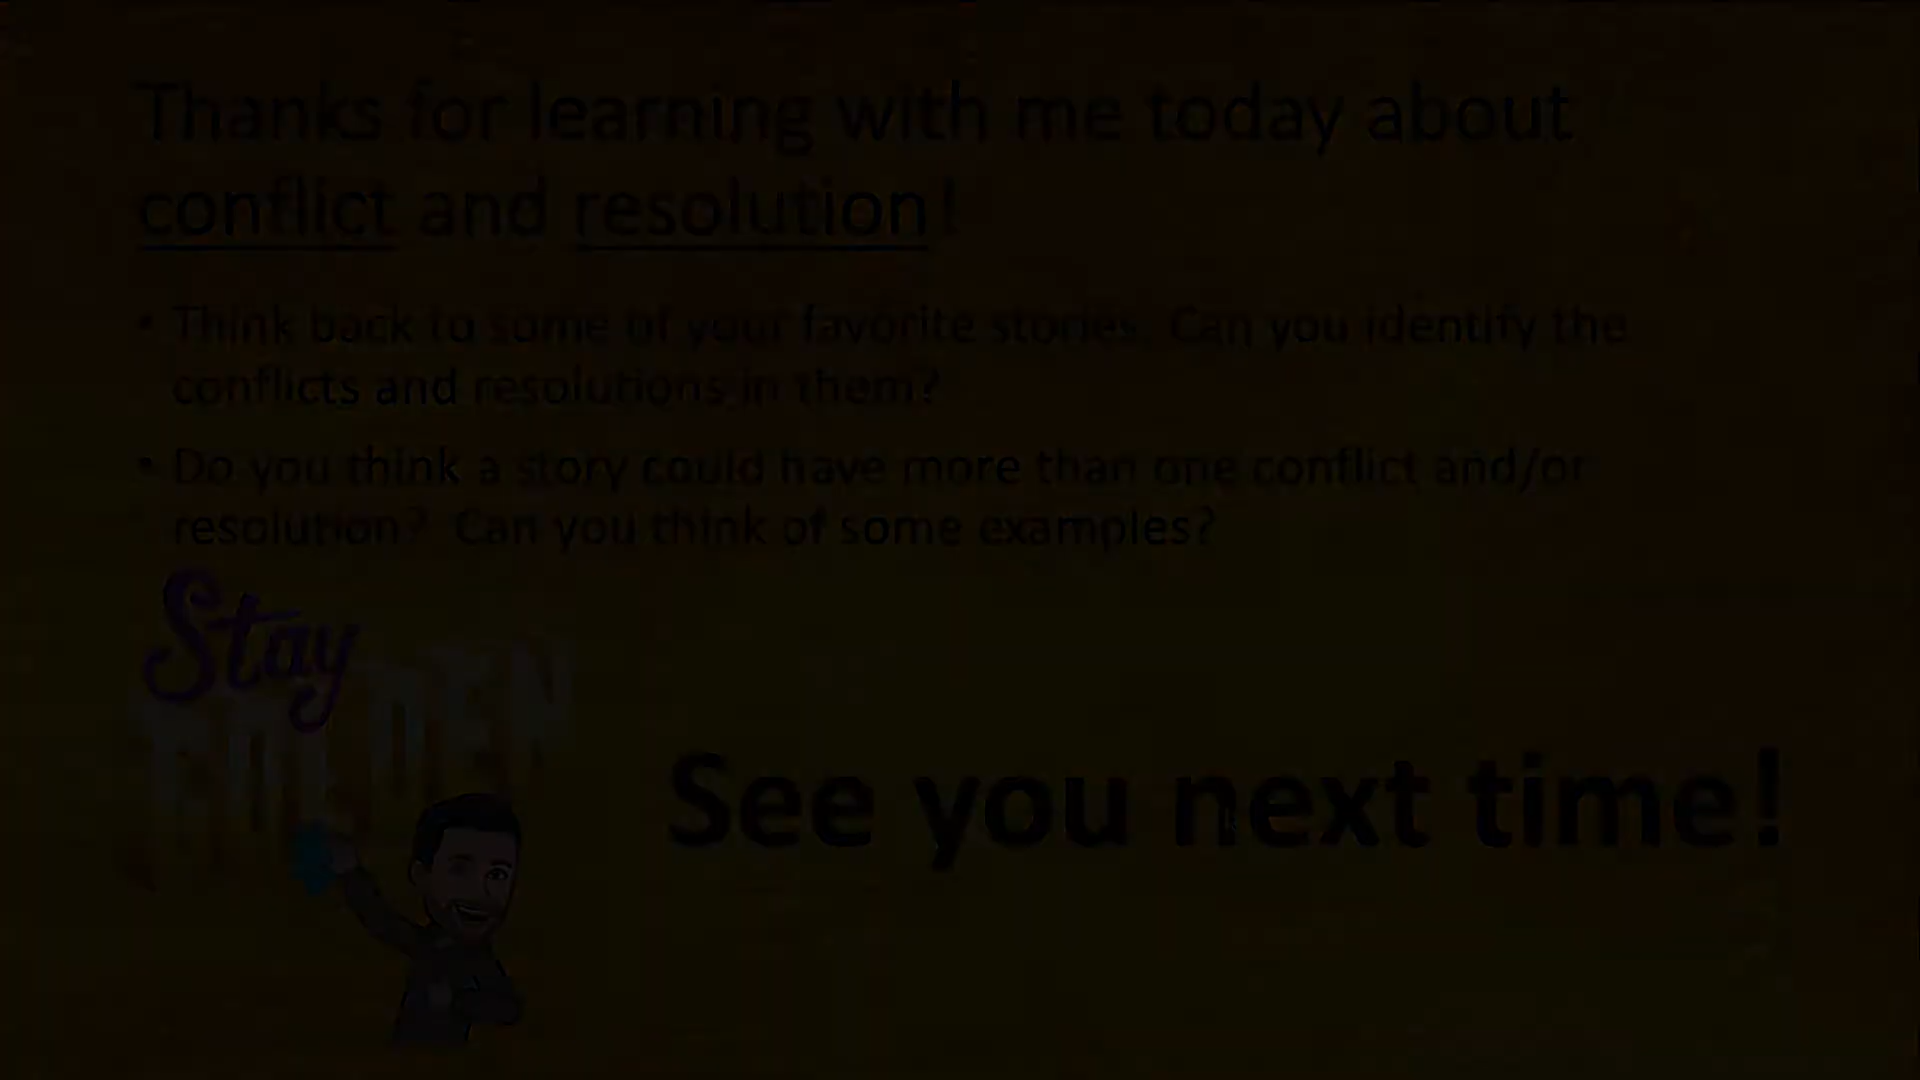 Thanks for learning with me today about
conflict and resolution!
• Think back to some of your favorite stories. Can you identify the
conflicts and resolutions in them?
• Do you think a story could have more than one conflict and/or
resolution? Can you think of some examples?
Stay
GOLDEN
See you next time!